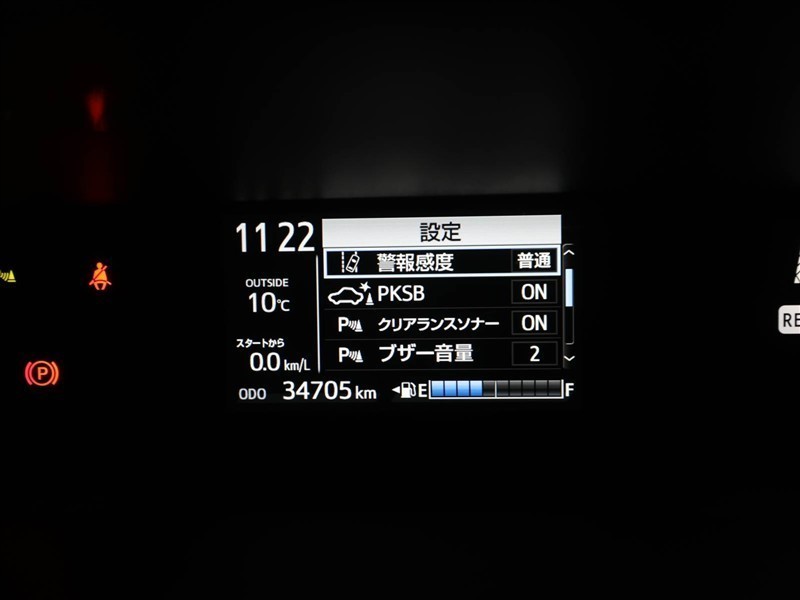 11 22
設定
警報感度 普通
OUTSIDE
10℃
PKSB ON
P クリアランスソナー ON
スタートから
0.0 km/L
P ブザー音量 2
ODO 34705 km
E F
P
RE